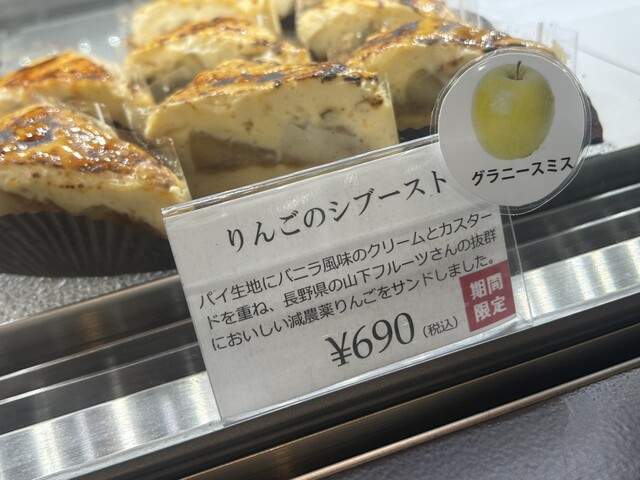 グラニースミス
りんごのシブースト
パイ生地にバニラ風味のクリームとカスター
ドを重ね、長野県の山下フルーツさんの抜群
においしい減農薬りんごをサンドしました。
期間
限定
¥690（税込）